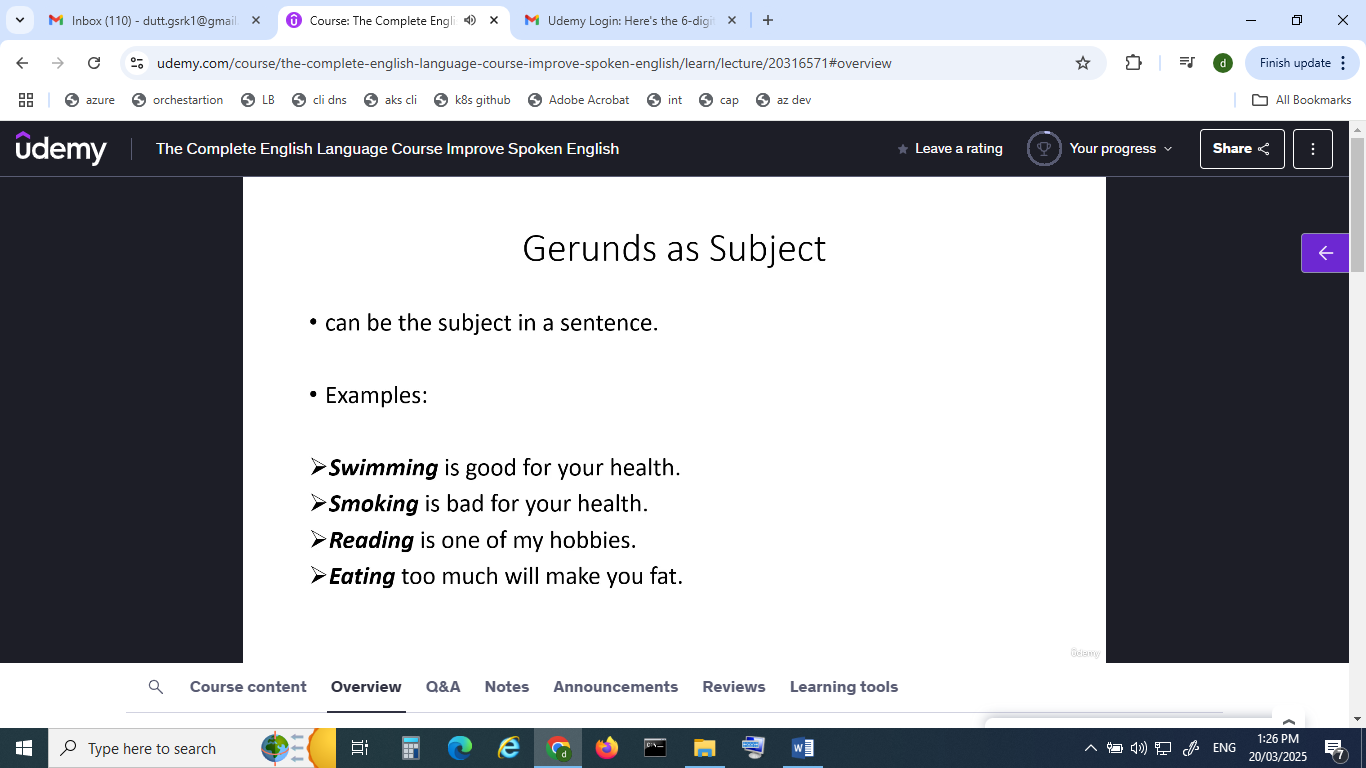 Inbox (110) - dutt.gsrk1@gmail
Course: The Complete Engli
Udemy Login: Here's the 6-digi
udemy.com/course/the-complete-english-language-course-improve-spoken-english/learn/lecture/20316571#overview
d
Finish update
azure
orchestartion
LB
cli dns
aks cli
k8s github
Adobe Acrobat
int
cap
az dev
All Bookmarks
udemy
The Complete English Language Course Improve Spoken English
Leave a rating
Your progress
Share
Gerunds as Subject
• can be the subject in a sentence.
• Examples:
➢Swimming is good for your health.
➢Smoking is bad for your health.
➢Reading is one of my hobbies.
➢Eating too much will make you fat.
udemy
Course content
Overview
Q&A
Notes
Announcements
Reviews
Learning tools
Type here to search
ENG
1:26 PM
20/03/2025
7